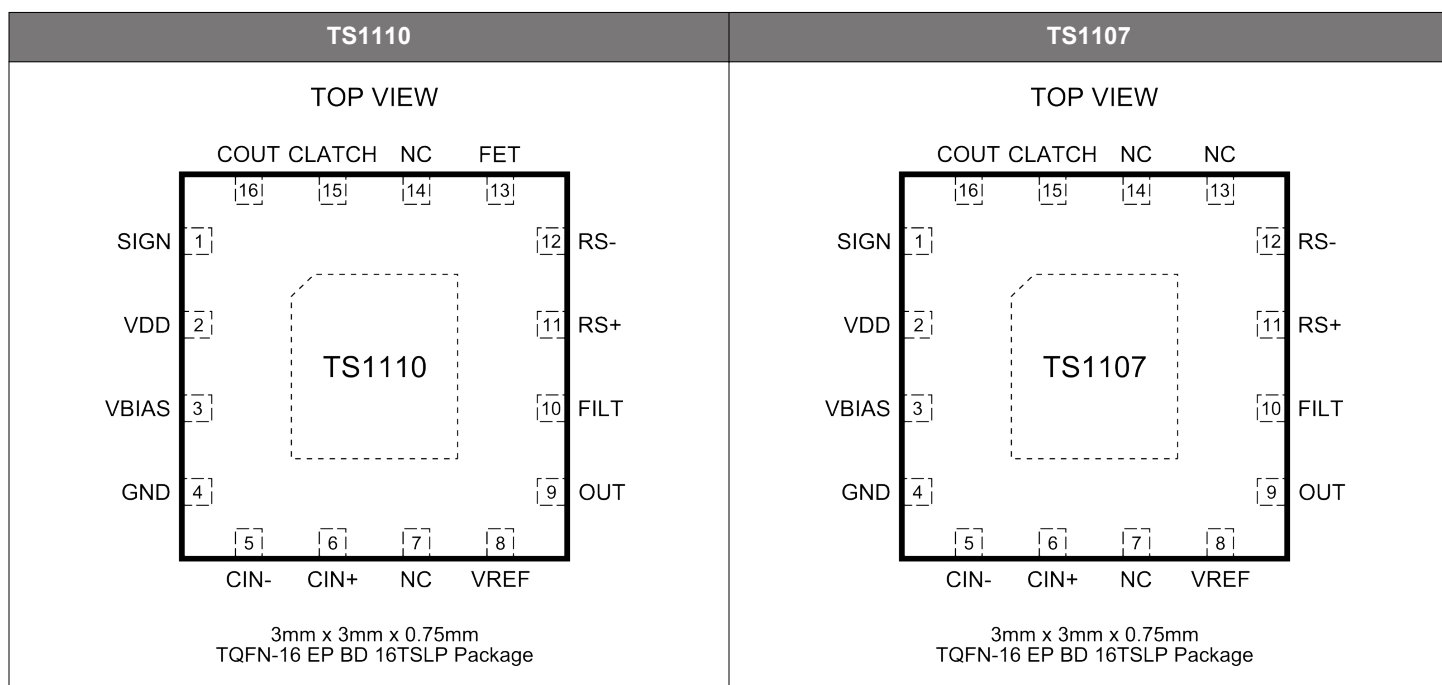 TS1110
TS1107
TOP VIEW
COUT CLATCH NC FET
16 15 14 13
SIGN 1 12 RS-
VDD 2 11 RS+
TS1110
VBIAS 3 10 FILT
GND 4 9 OUT
5 6 7 8
CIN- CIN+ NC VREF
3mm x 3mm x 0.75mm
TQFN-16 EP BD 16TSLP Package
TOP VIEW
COUT CLATCH NC NC
16 15 14 13
SIGN 1 12 RS-
VDD 2 11 RS+
TS1107
VBIAS 3 10 FILT
GND 4 9 OUT
5 6 7 8
CIN- CIN+ NC VREF
3mm x 3mm x 0.75mm
TQFN-16 EP BD 16TSLP Package